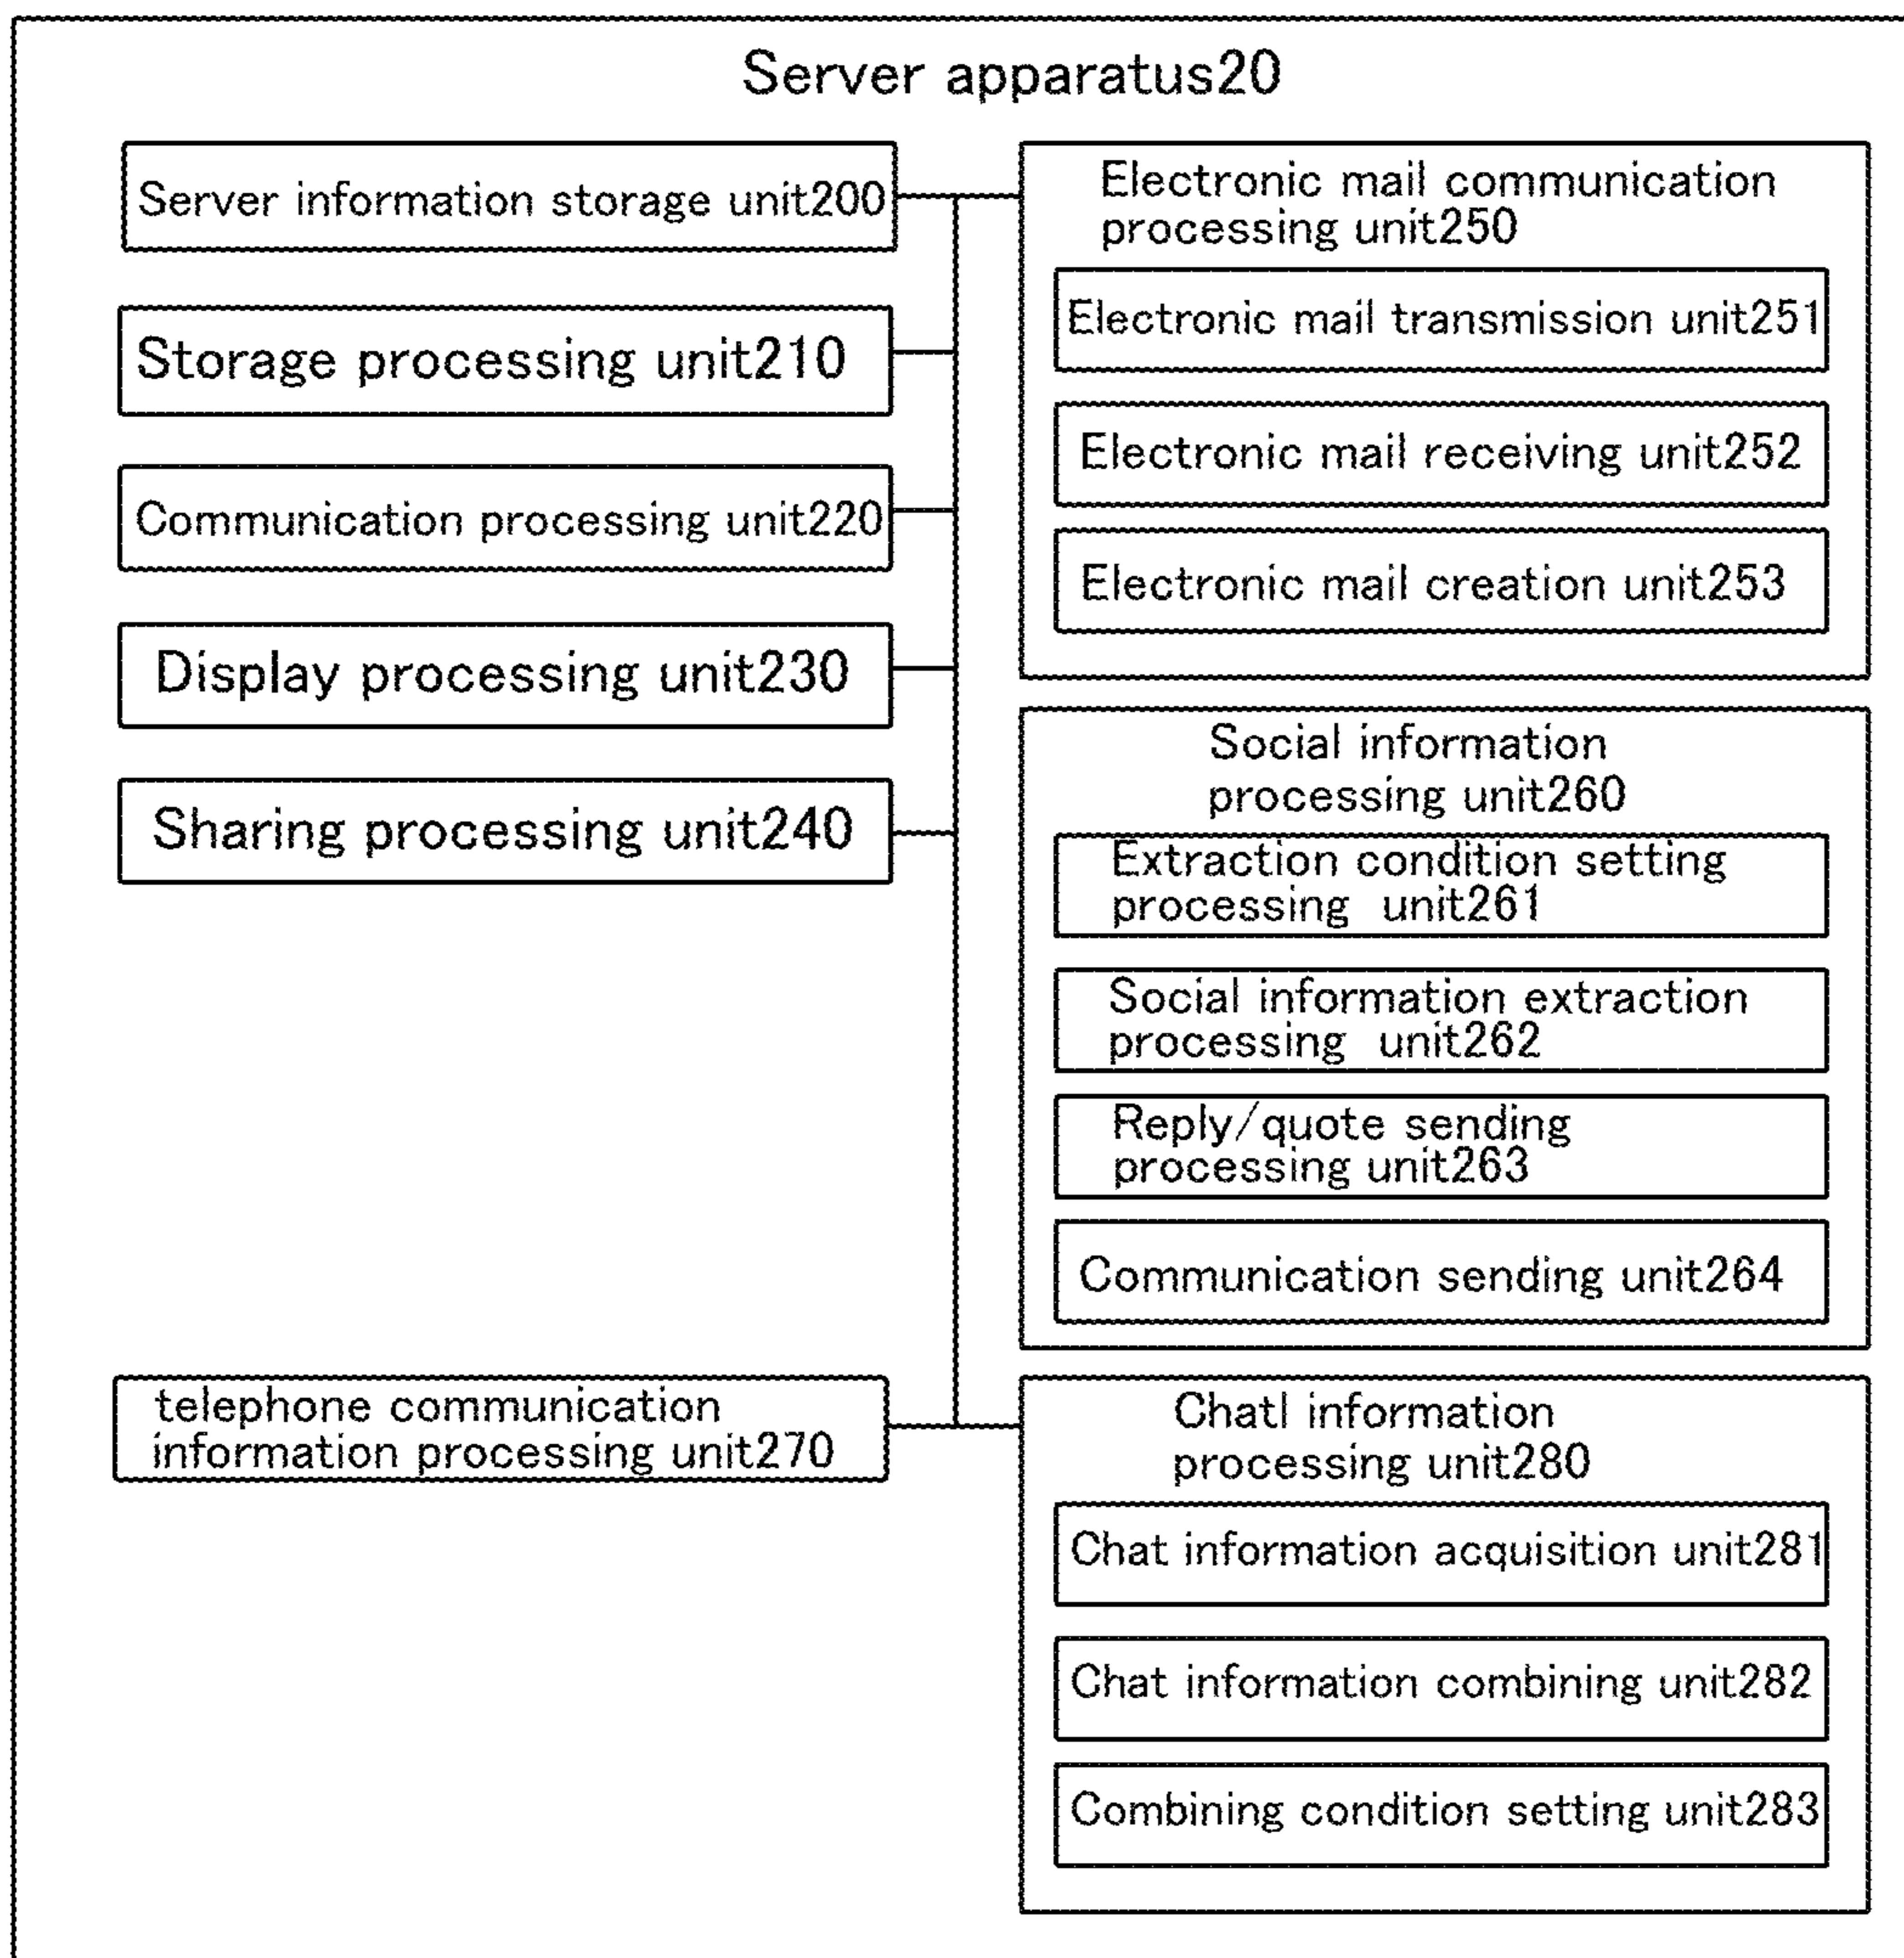 Server apparatus20
Server information storage unit200
Storage processing unit210
Communication processing unit220
Display processing unit230
Sharing processing unit240
telephone communication
information processing unit270
Electronic mail communication
processing unit250
Electronic mail transmission unit251
Electronic mail receiving unit252
Electronic mail creation unit253
Social information
processing unit260
Extraction condition setting
processing unit261
Social information extraction
processing unit262
Reply/quote sending
processing unit263
Communication sending unit264
Chatl information
processing unit280
Chat information acquisition unit281
Chat information combining unit282
Combining condition setting unit283